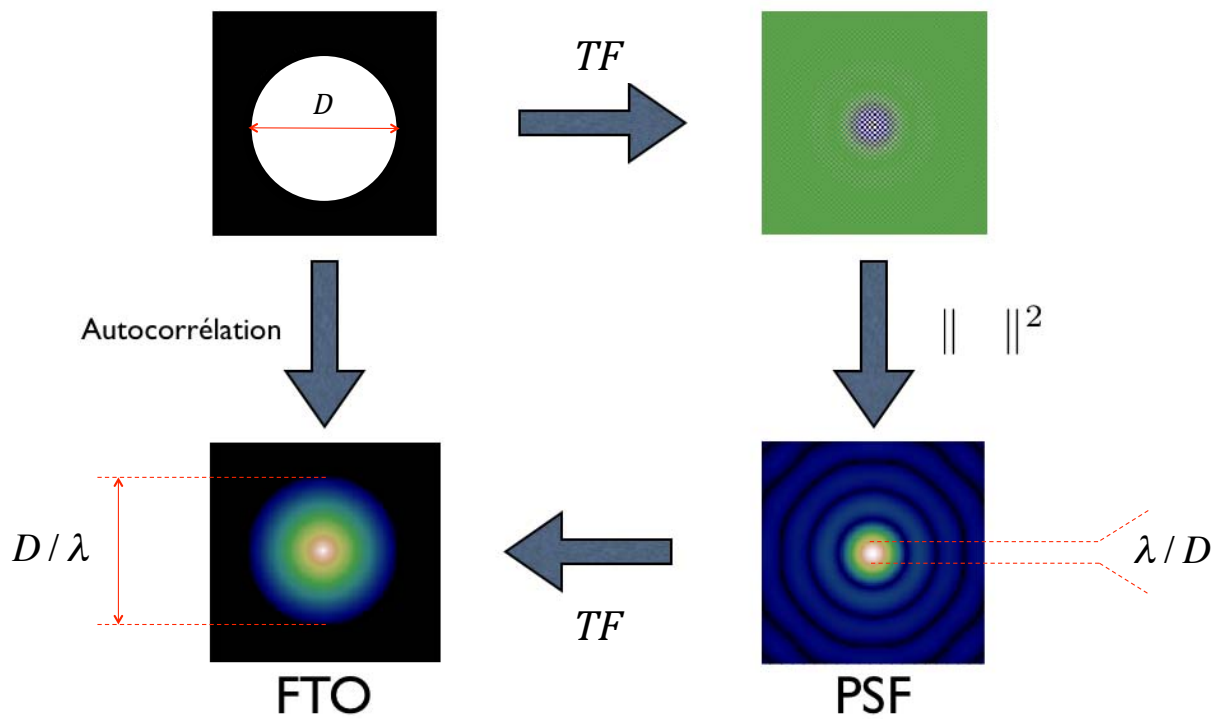 D
TF
Autocorrélation
‖ ‖²
D / λ
λ / D
TF
FTO
PSF